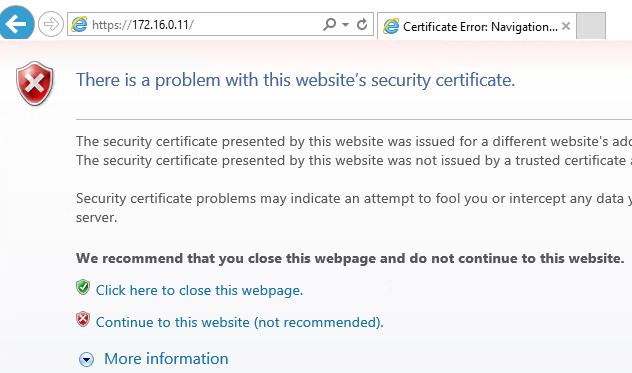 https://172.16.0.11/
Certificate Error: Navigation...
There is a problem with this website's security certificate.
The security certificate presented by this website was issued for a different website's
The security certificate presented by this website was not issued by a trusted certificate
Security certificate problems may indicate an attempt to fool you or intercept any data
server.
We recommend that you close this webpage and do not continue to this website.
Click here to close this webpage.
Continue to this website (not recommended).
More information